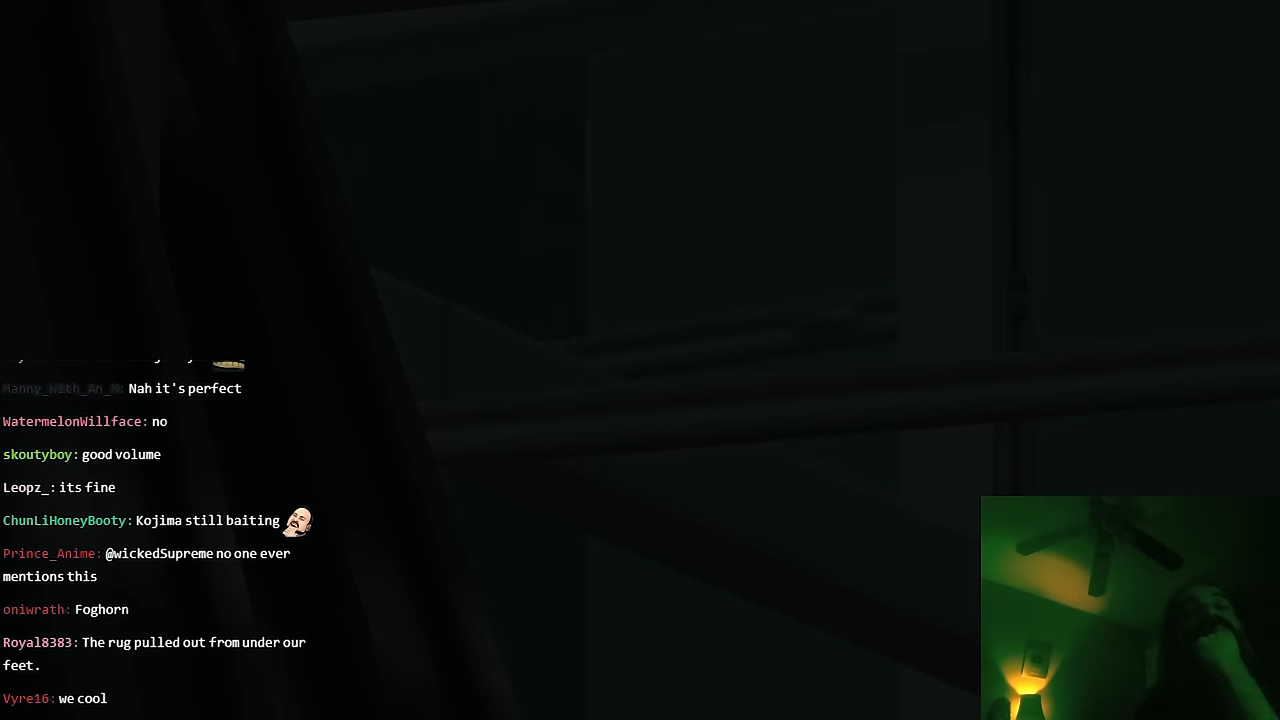 Manny_With_An_M: Nah it's perfect
WatermelonWillface: no
skoutyboy: good volume
Leopz_: its fine
ChunLiHoneyBooty: Kojima still baiting
Prince_Anime: @wickedSupreme no one ever
mentions this
oniwrath: Foghorn
Royal8383: The rug pulled out from under our
feet.
Vyre16: we cool